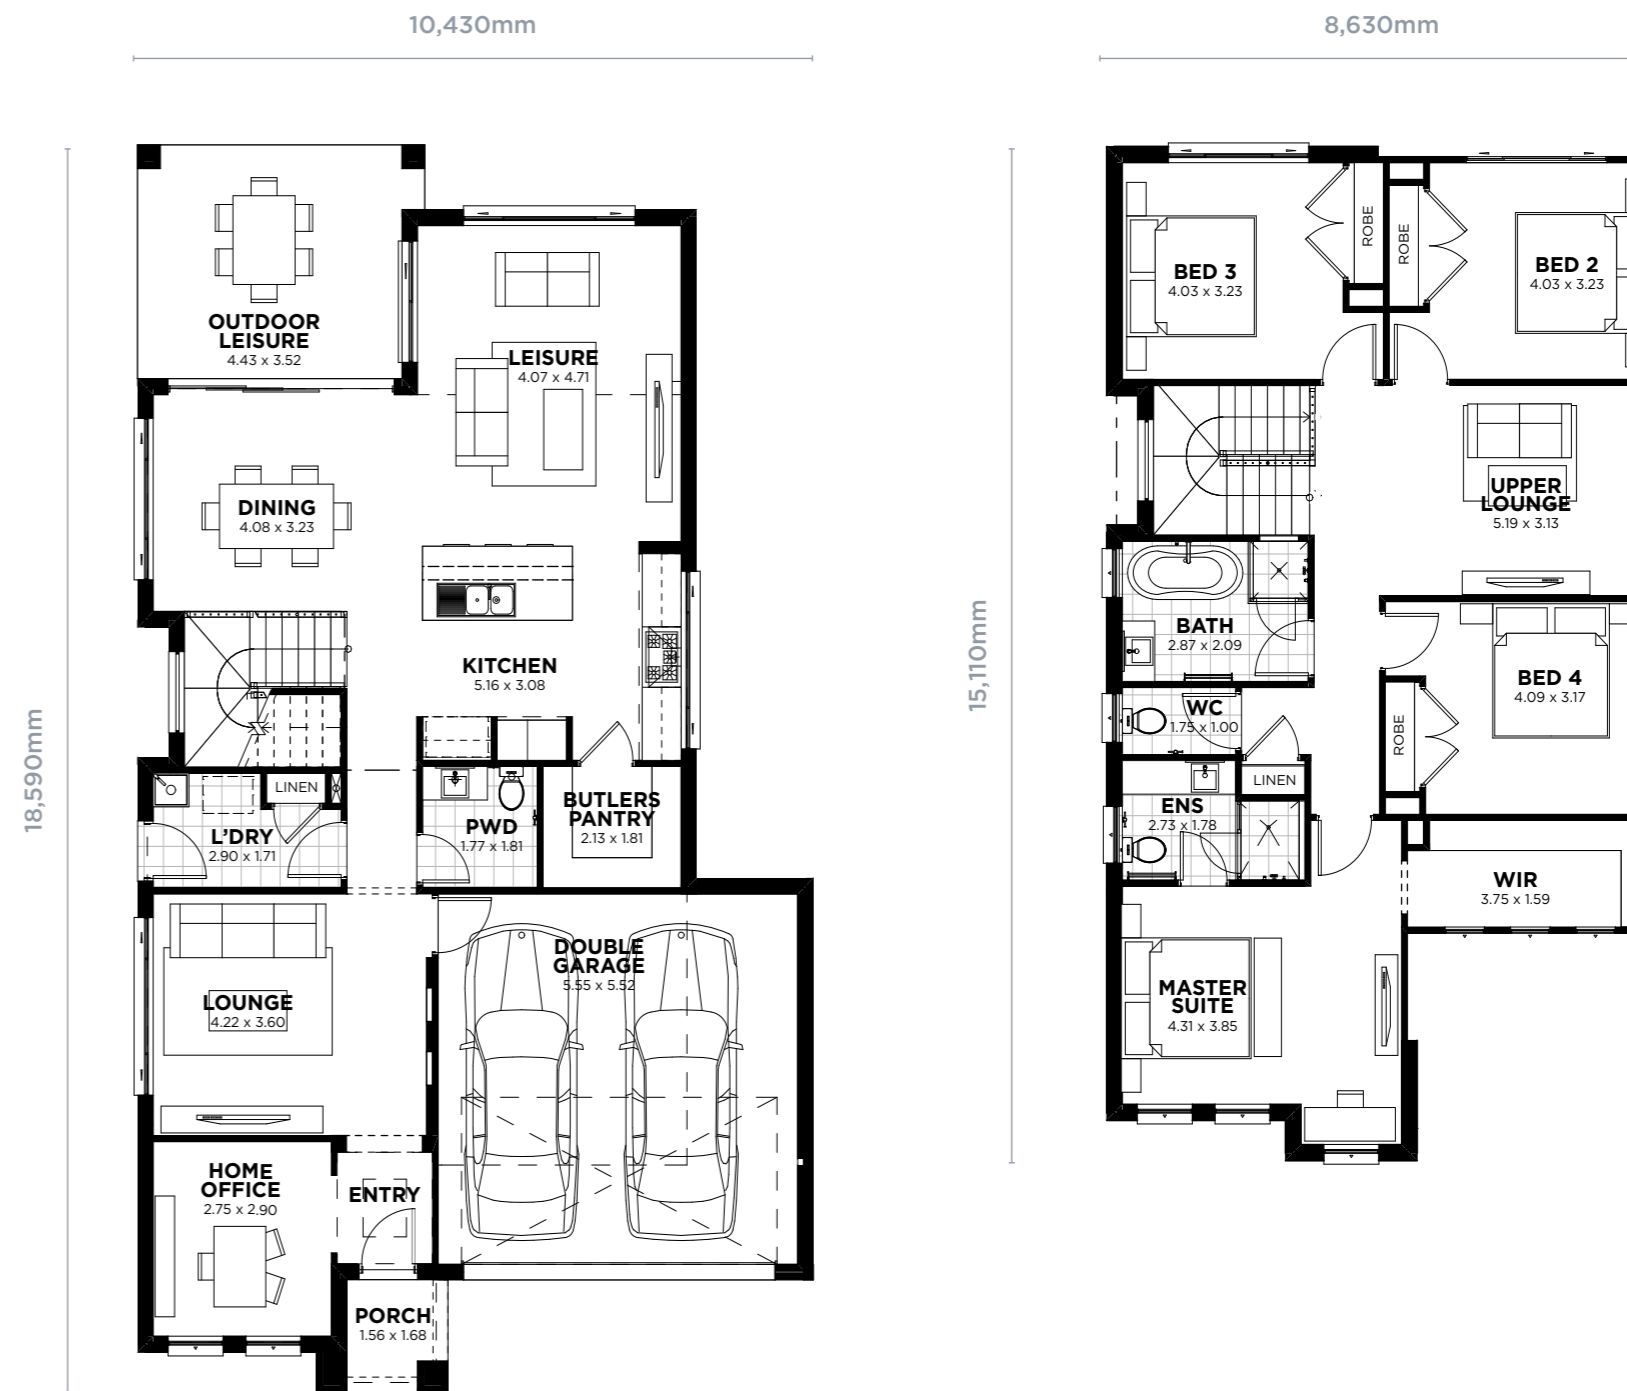 10,430mm
18,590mm
OUTDOOR
LEISURE
4.43 x 3.52
LEISURE
4.07 x 4.71
DINING
4.08 x 3.23
KITCHEN
5.16 x 3.08
LINEN
L'DRY
2.90 x 1.71
PWD
1.77 x 1.81
BUTLERS
PANTRY
2.13 x 1.81
LOUNGE
4.22 x 3.60
DOUBLE
GARAGE
5.55 x 5.52
HOME
OFFICE
2.75 x 2.90
ENTRY
PORCH
1.56 x 1.68
8,630mm
15,110mm
BED 3
4.03 x 3.23
ROBE
ROBE
BED 2
4.03 x 3.23
UPPER
LOUNGE
5.19 x 3.13
BATH
2.87 x 2.09
WC
1.75 x 1.00
BED 4
4.09 x 3.17
ROBE
LINEN
ENS
2.73 x 1.78
WIR
3.75 x 1.59
MASTER
SUITE
4.31 x 3.85